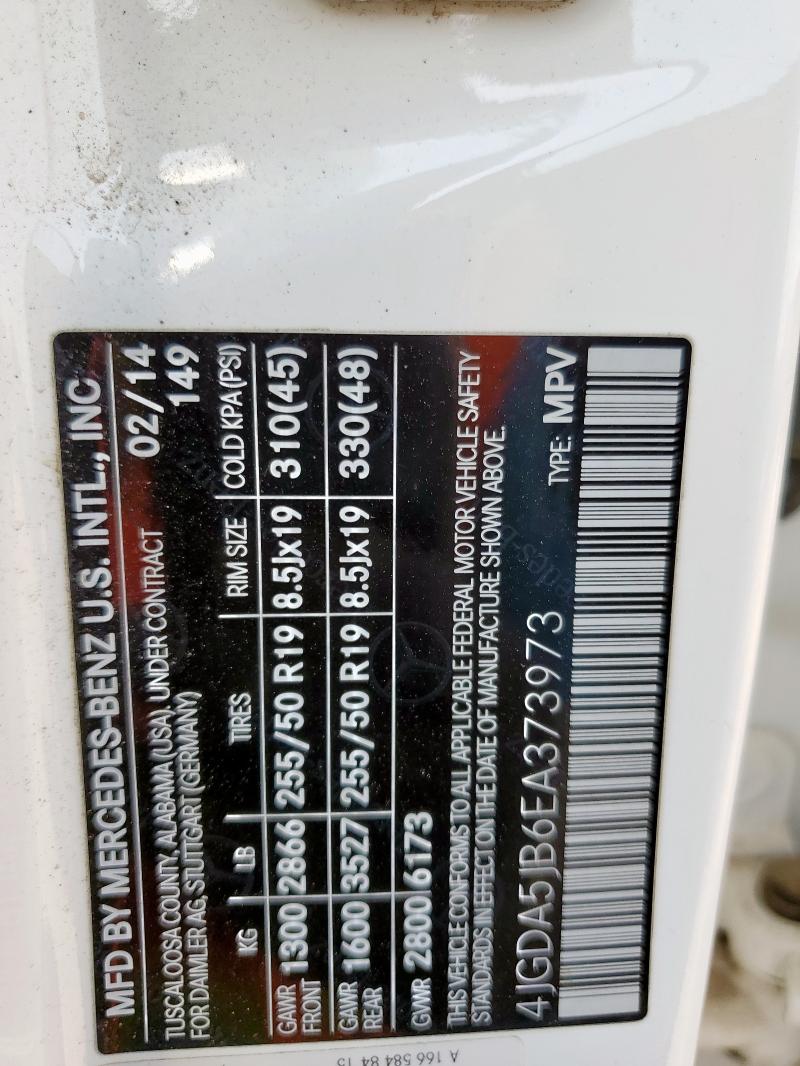 MFD BY MERCEDES-BENZ U.S. INTL., INC
TUSCALOOSA COUNTY, ALABAMA (USA), UNDER CONTRACT 02/14
FOR DAIMLER AG, STUTTGART (GERMANY) 149
KG LB TIRES RIM SIZE COLD KPA(PSI)
GAWR FRONT 1300 2866 255/50 R19 8.5Jx19 310(45)
GAWR REAR 1600 3527 255/50 R19 8.5Jx19 330(48)
GVWR 2800 6173
THIS VEHICLE CONFORMS TO ALL APPLICABLE FEDERAL MOTOR VEHICLE SAFETY
STANDARDS IN EFFECT ON THE DATE OF MANUFACTURE SHOWN ABOVE.
4JGDA5JB6EA373973 TYPE: MPV
A 166 584 84 15